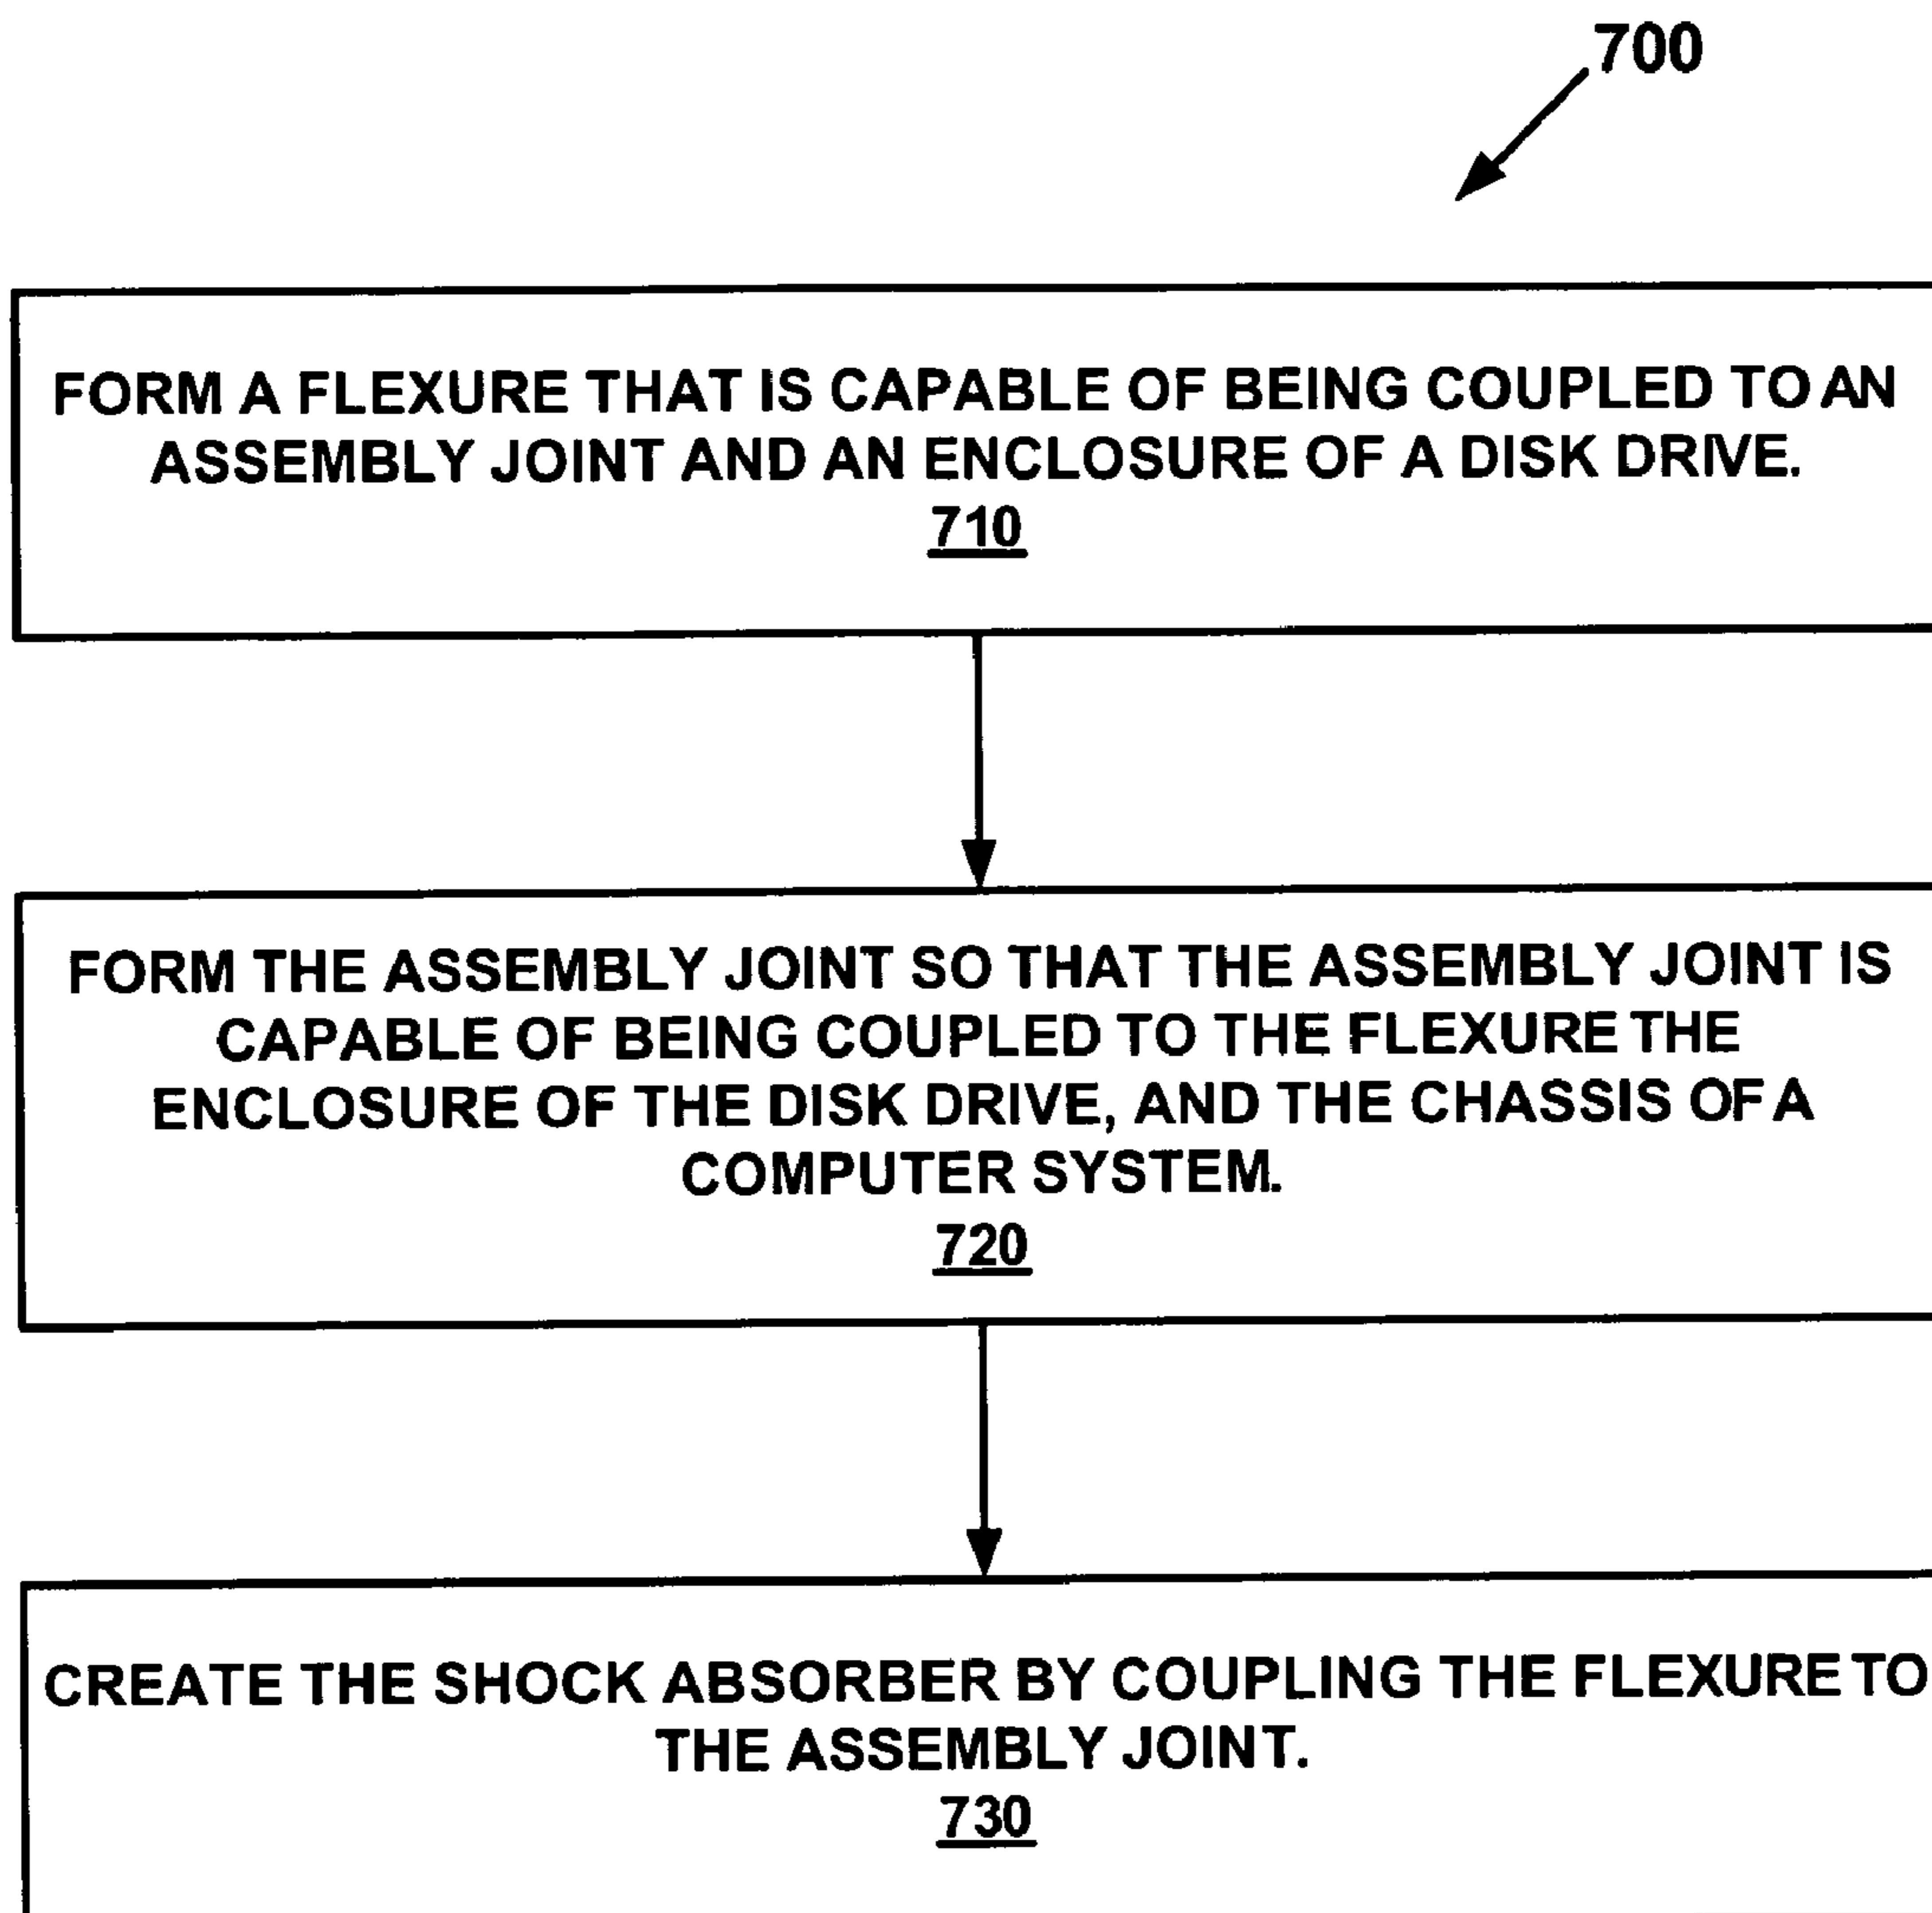 700
FORM A FLEXURE THAT IS CAPABLE OF BEING COUPLED TO AN
ASSEMBLY JOINT AND AN ENCLOSURE OF A DISK DRIVE.
710
FORM THE ASSEMBLY JOINT SO THAT THE ASSEMBLY JOINT IS
CAPABLE OF BEING COUPLED TO THE FLEXURE THE
ENCLOSURE OF THE DISK DRIVE, AND THE CHASSIS OF A
COMPUTER SYSTEM.
720
CREATE THE SHOCK ABSORBER BY COUPLING THE FLEXURE TO
THE ASSEMBLY JOINT.
730